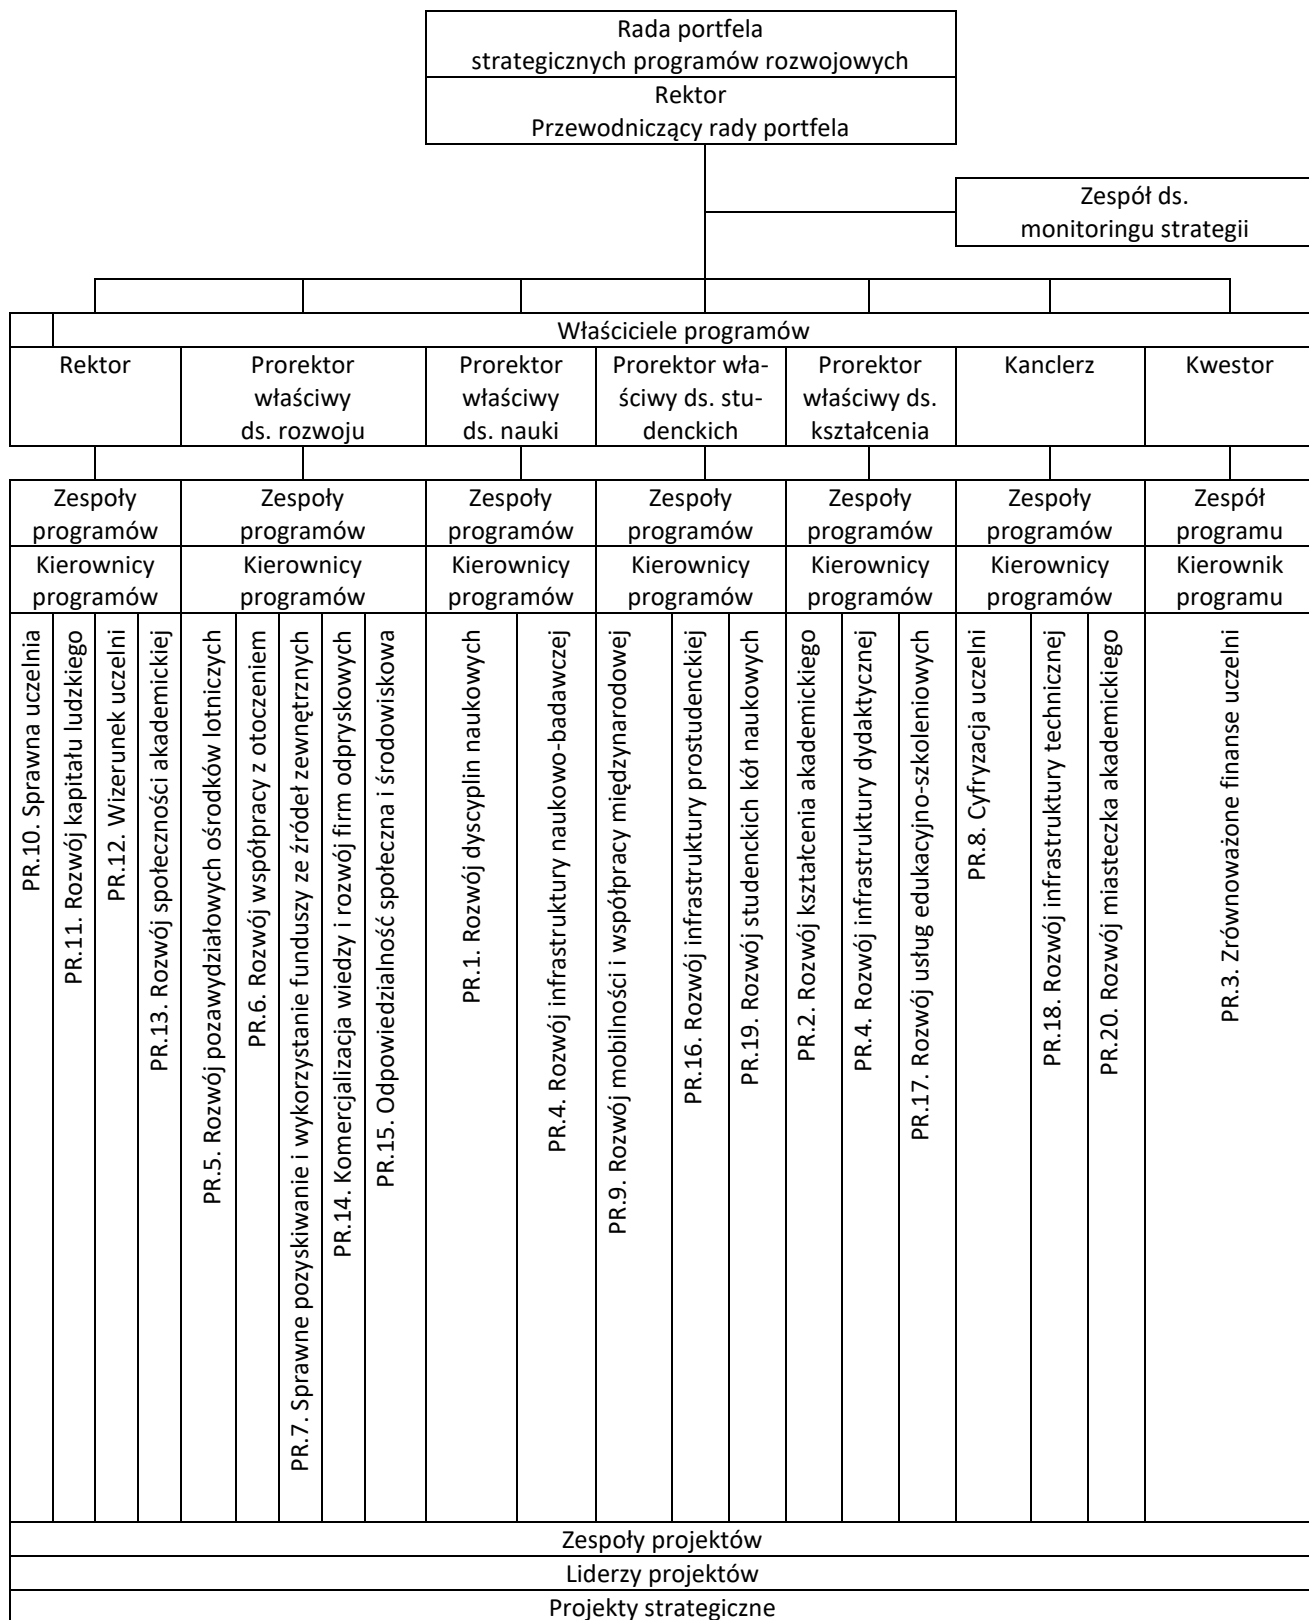 Rada portfela
strategicznych programów rozwojowych
Rektor
Przewodniczący rady portfela
Zespół ds.
monitoringu strategii
Właściciele programów
Rektor
Prorektor
właściwy
ds. rozwoju
Prorektor
właściwy
ds. nauki
Prorektor wła-
ściwy ds. stu-
denckich
Prorektor
właściwy ds.
kształcenia
Kanclerz
Kwestor
Zespoły
programów
Zespoły
programów
Zespoły
programów
Zespoły
programów
Zespoły
programów
Zespoły
programów
Zespół
programu
Kierownicy
programów
Kierownicy
programów
Kierownicy
programów
Kierownicy
programów
Kierownicy
programów
Kierownicy
programów
Kierownik
programu
PR.10. Sprawna uczelnia
PR.11. Rozwój kapitału ludzkiego
PR.12. Wizerunek uczelni
PR.13. Rozwój społeczności akademickiej
PR.5. Rozwój pozawydziałowych ośrodków lotniczych
PR.6. Rozwój współpracy z otoczeniem
PR.7. Sprawne pozyskiwanie i wykorzystanie funduszy ze źródeł zewnętrznych
PR.14. Komercjalizacja wiedzy i rozwój firm odpryskowych
PR.15. Odpowiedzialność społeczna i środowiskowa
PR.1. Rozwój dyscyplin naukowych
PR.4. Rozwój infrastruktury naukowo-badawczej
PR.9. Rozwój mobilności i współpracy międzynarodowej
PR.16. Rozwój infrastruktury prostudenckiej
PR.19. Rozwój studenckich kół naukowych
PR.2. Rozwój kształcenia akademickiego
PR.4. Rozwój infrastruktury dydaktycznej
PR.17. Rozwój usług edukacyjno-szkoleniowych
PR.8. Cyfryzacja uczelni
PR.18. Rozwój infrastruktury technicznej
PR.20. Rozwój miasteczka akademickiego
PR.3. Zrównoważone finanse uczelni
Zespoły projektów
Liderzy projektów
Projekty strategiczne